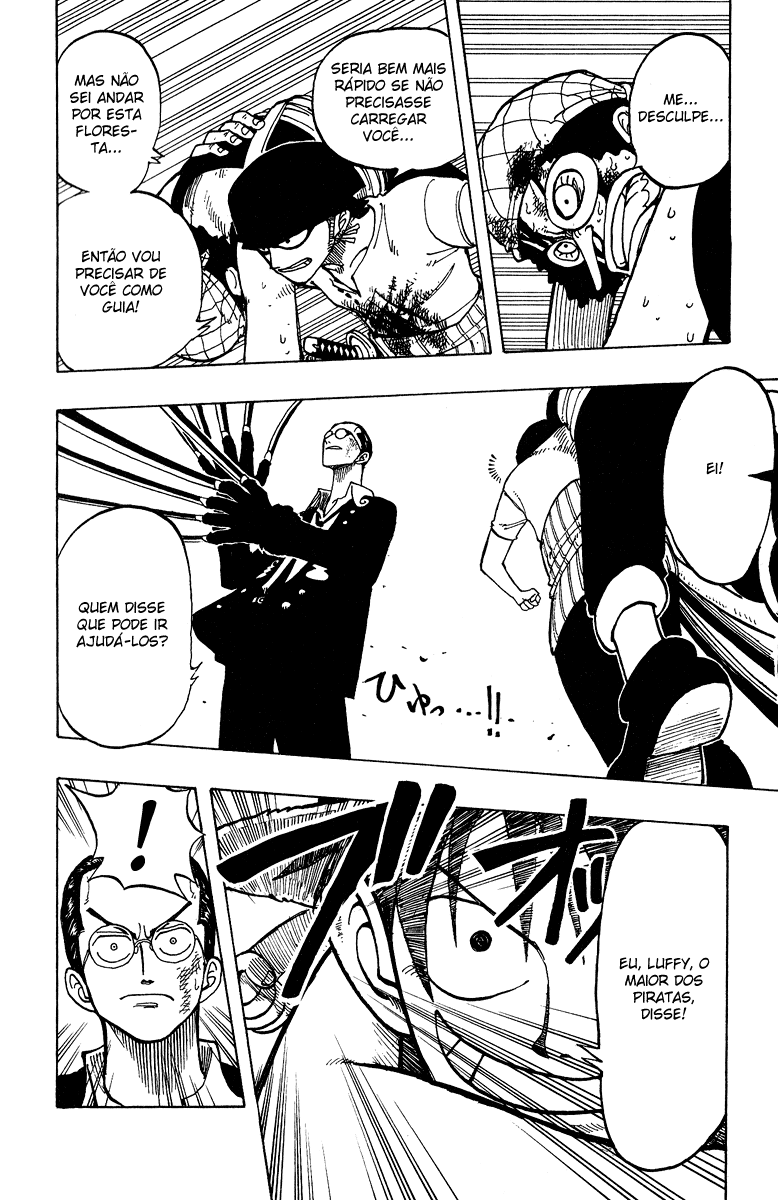 ME...
DESCULPE...
SERIA BEM MAIS
RÁPIDO SE NÃO
PRECISASSE
CARREGAR
VOCÊ...
MAS NÃO
SEI ANDAR
POR ESTA
FLORES-
TA...
ENTÃO VOU
PRECISAR DE
VOCÊ COMO
GUIA!
EI!
QUEM DISSE
QUE PODE IR
AJUDÁ-LOS?
ひゅっ...!!
EU, LUFFY, O
MAIOR DOS
PIRATAS,
DISSE!
オ
ブ
!